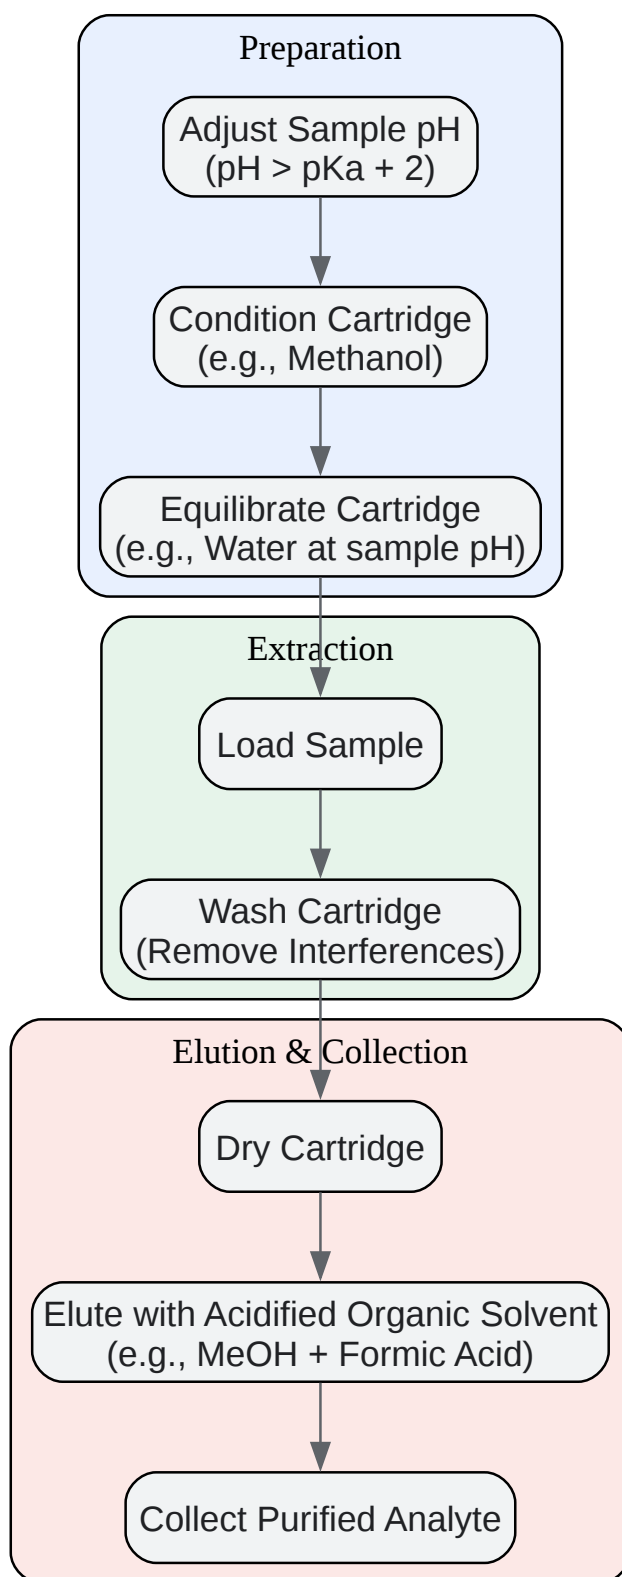 Preparation
Adjust Sample pH
(pH > pKa + 2)
Condition Cartridge
(e.g., Methanol)
Equilibrate Cartridge
(e.g., Water at sample pH)
Extraction
Load Sample
Wash Cartridge
(Remove Interferences)
Elution & Collection
Dry Cartridge
Elute with Acidified Organic Solvent
(e.g., MeOH + Formic Acid)
Collect Purified Analyte